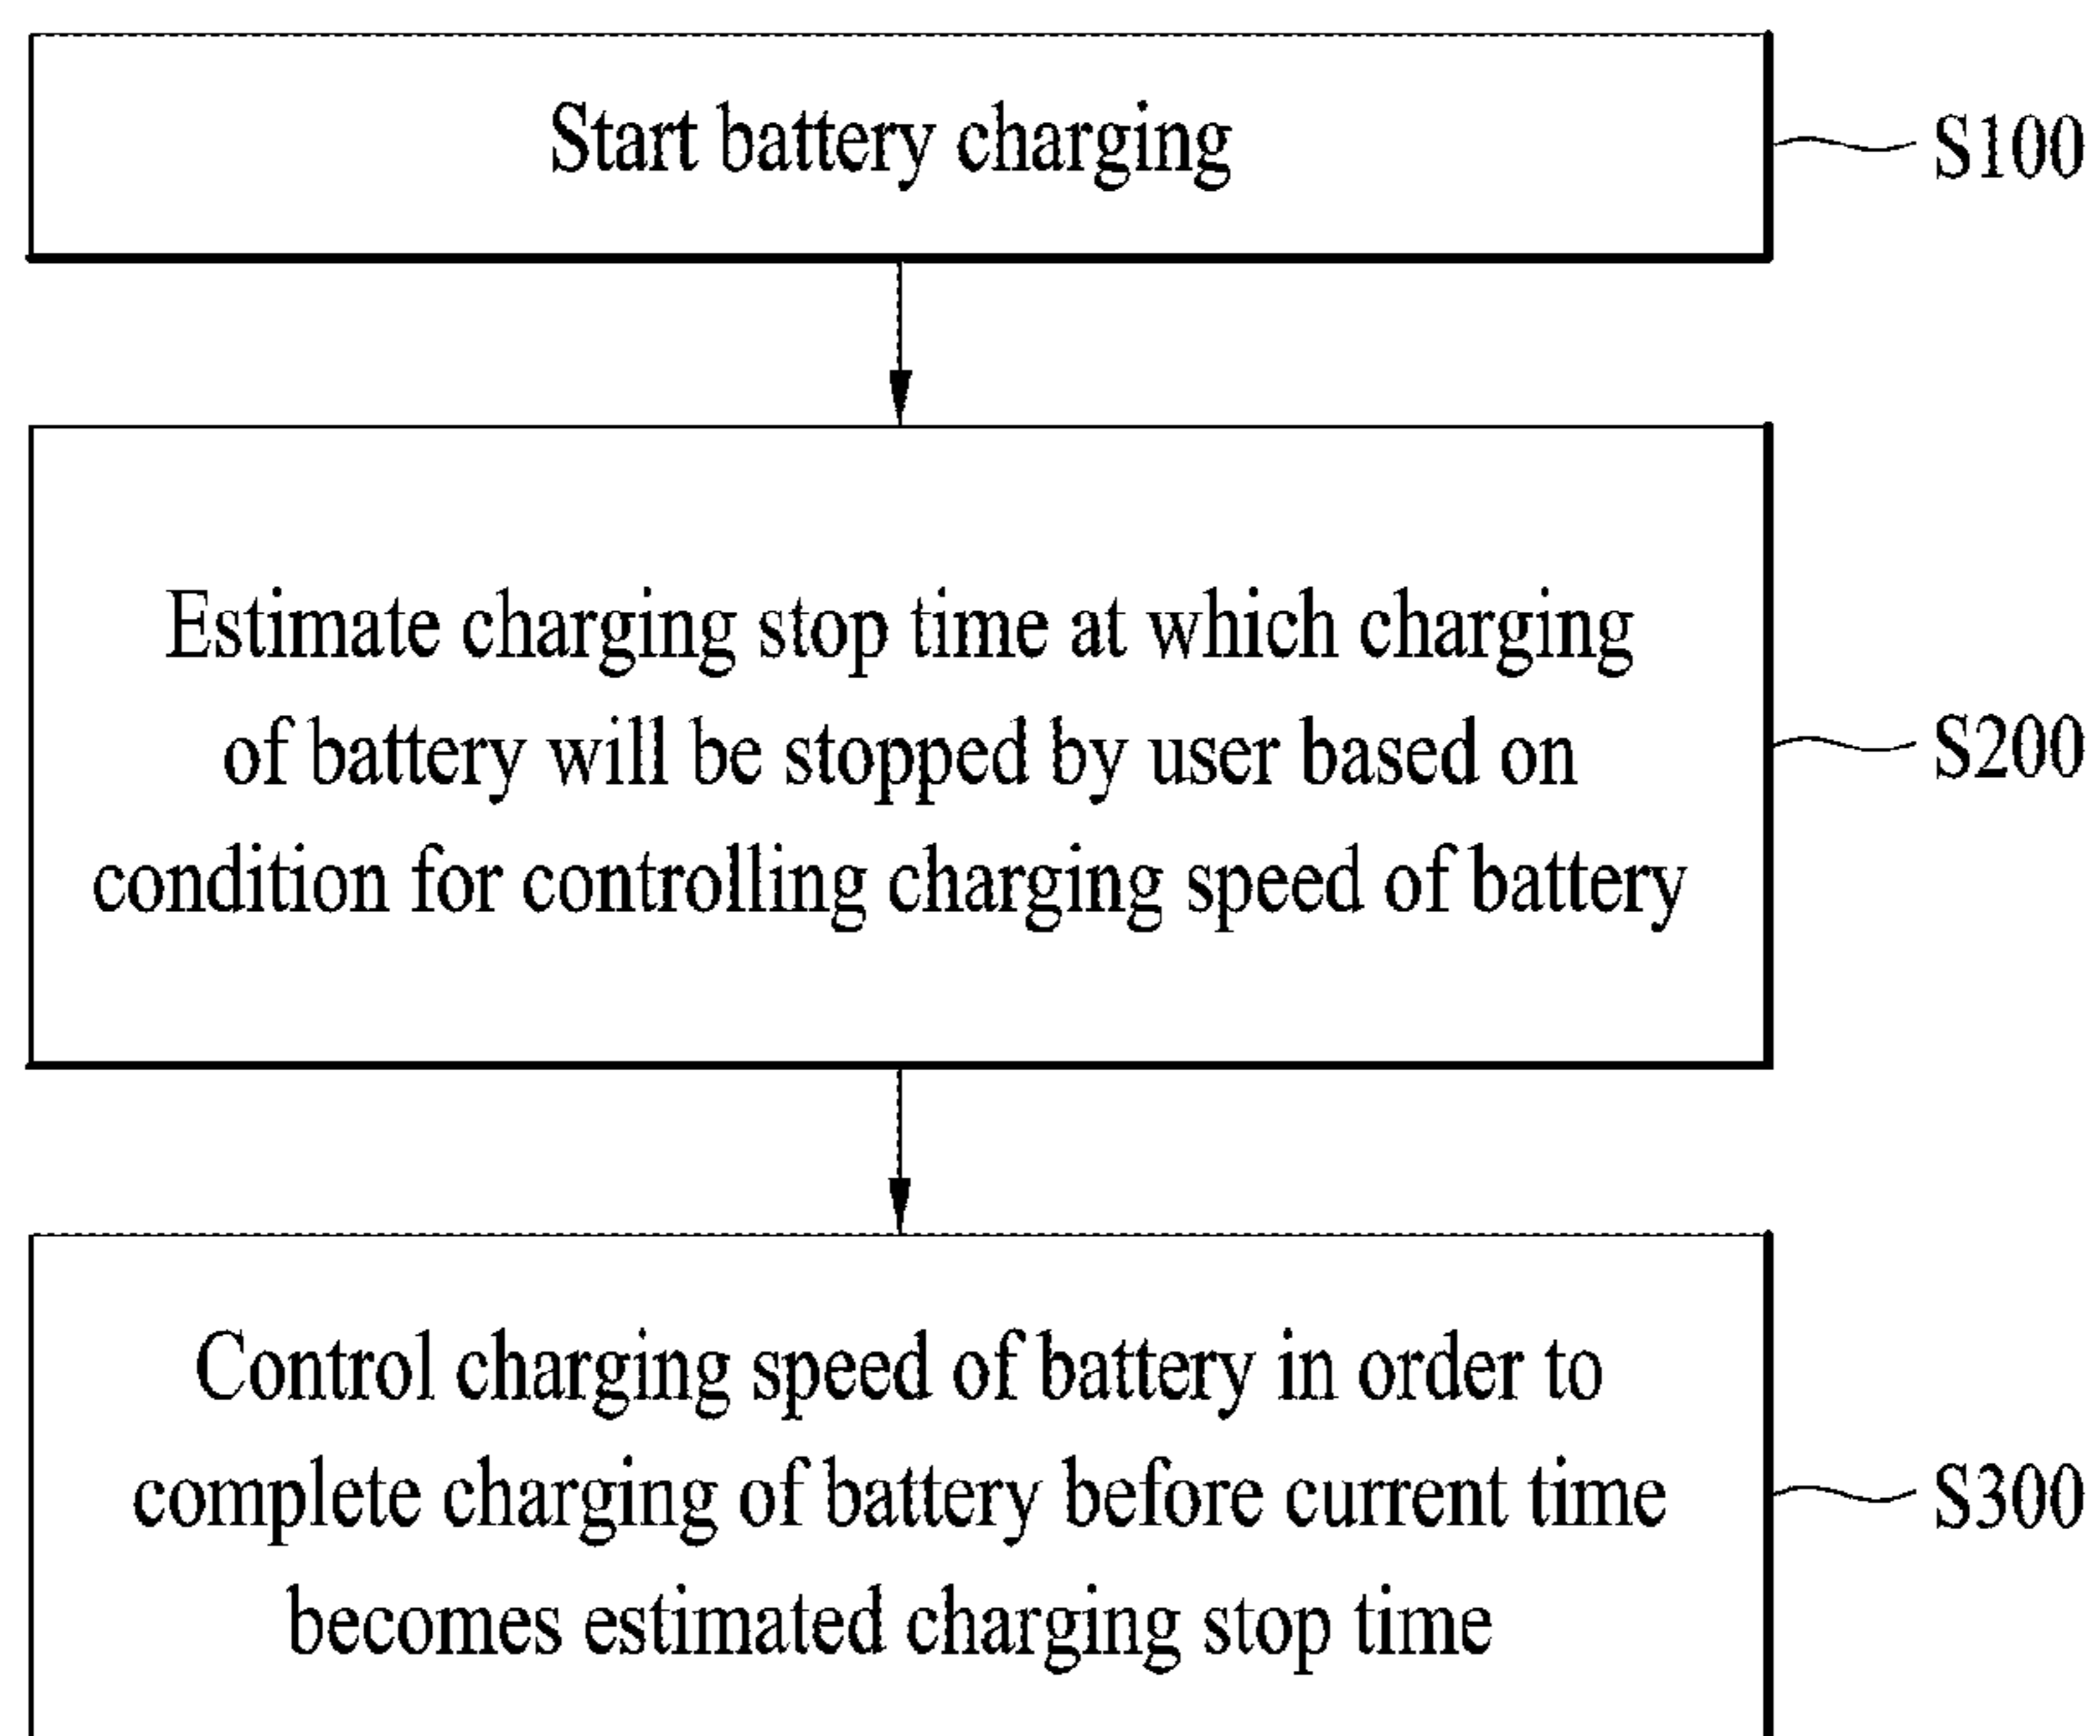 Start battery charging
S100
Estimate charging stop time at which charging
of battery will be stopped by user based on
condition for controlling charging speed of battery
S200
Control charging speed of battery in order to
complete charging of battery before current time
becomes estimated charging stop time
S300